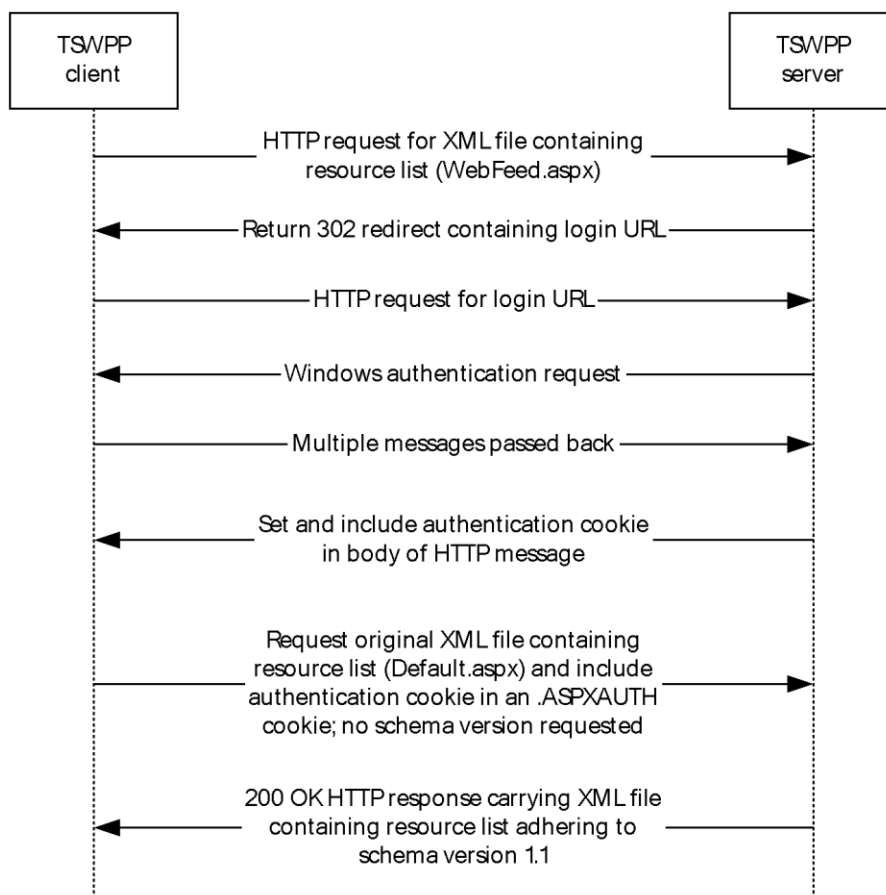 TSWPP
client
TSWPP
server
HTTP request for XML file containing
resource list (WebFeed.aspx)
Return 302 redirect containing login URL
HTTP request for login URL
Windows authentication request
Multiple messages passed back
Set and include authentication cookie
in body of HTTP message
Request original XML file containing
resource list (Default.aspx) and include
authentication cookie in an .ASPXAUTH
cookie; no schema version requested
200 OK HTTP response carrying XML file
containing resource list adhering to
schema version 1.1